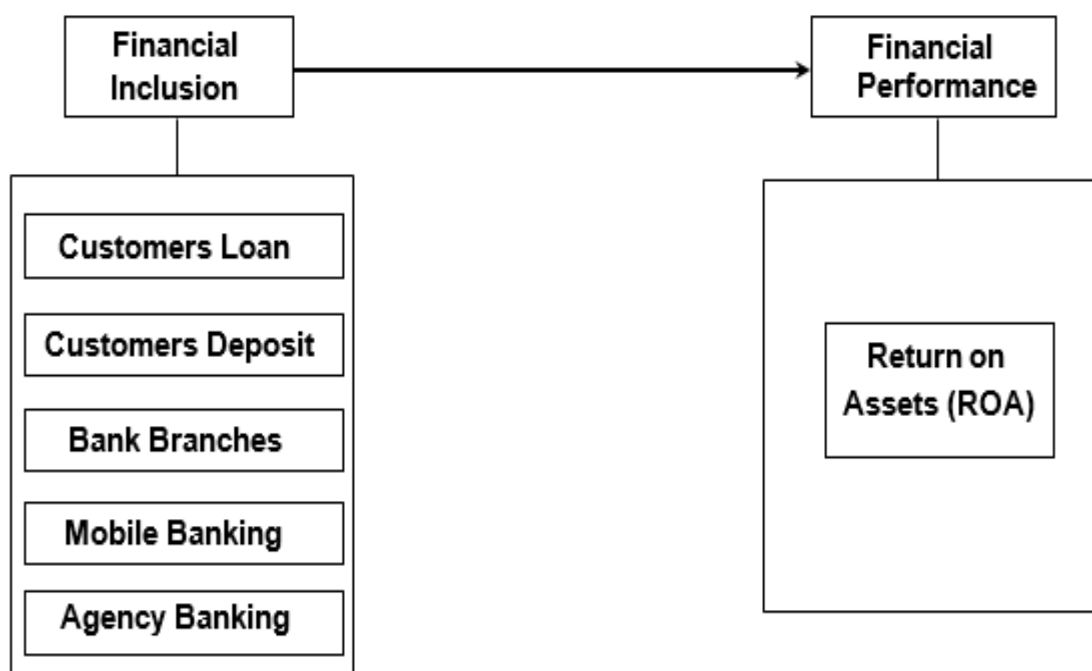 Financial
Inclusion
Financial
Performance
Customers Loan
Customers Deposit
Bank Branches
Mobile Banking
Agency Banking
Return on
Assets (ROA)